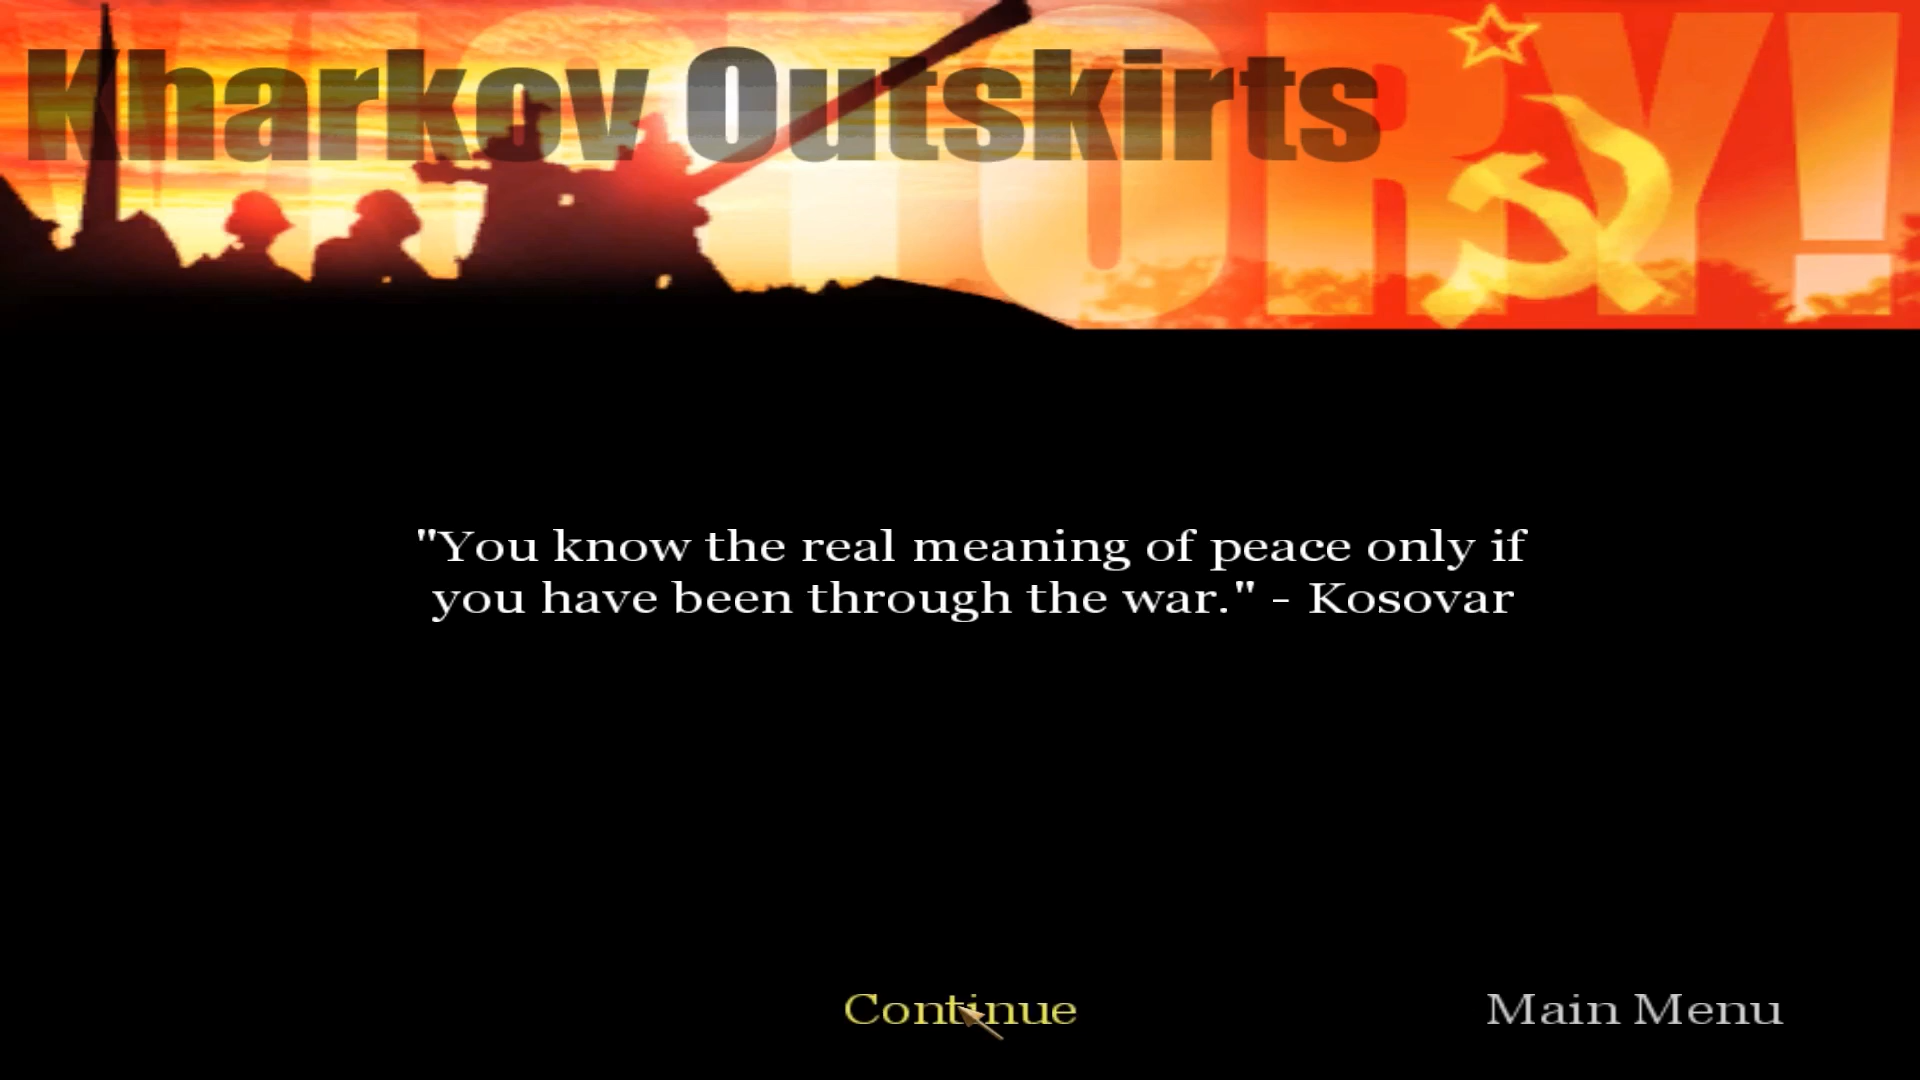 VICTORY!
Kharkov Outskirts
"You know the real meaning of peace only if
you have been through the war." - Kosovar
Continue
Main Menu